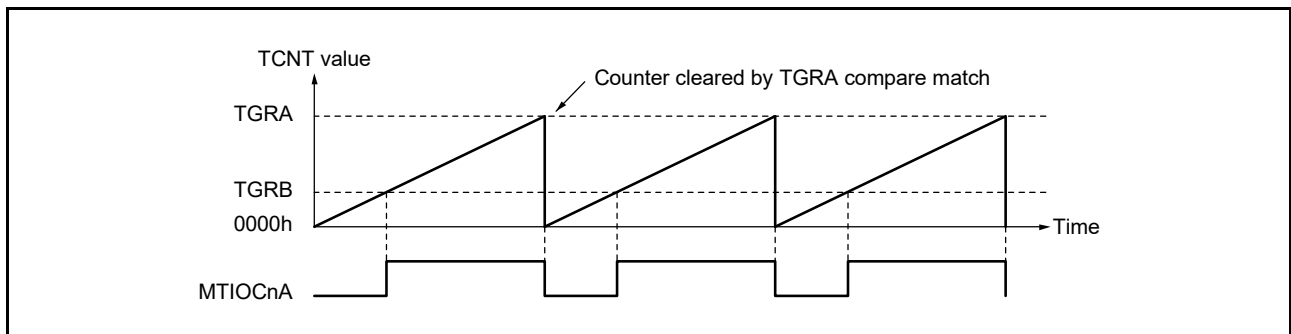 TCNT value
Counter cleared by TGRA compare match
TGRA
TGRB
0000h
Time
MTIOCnA